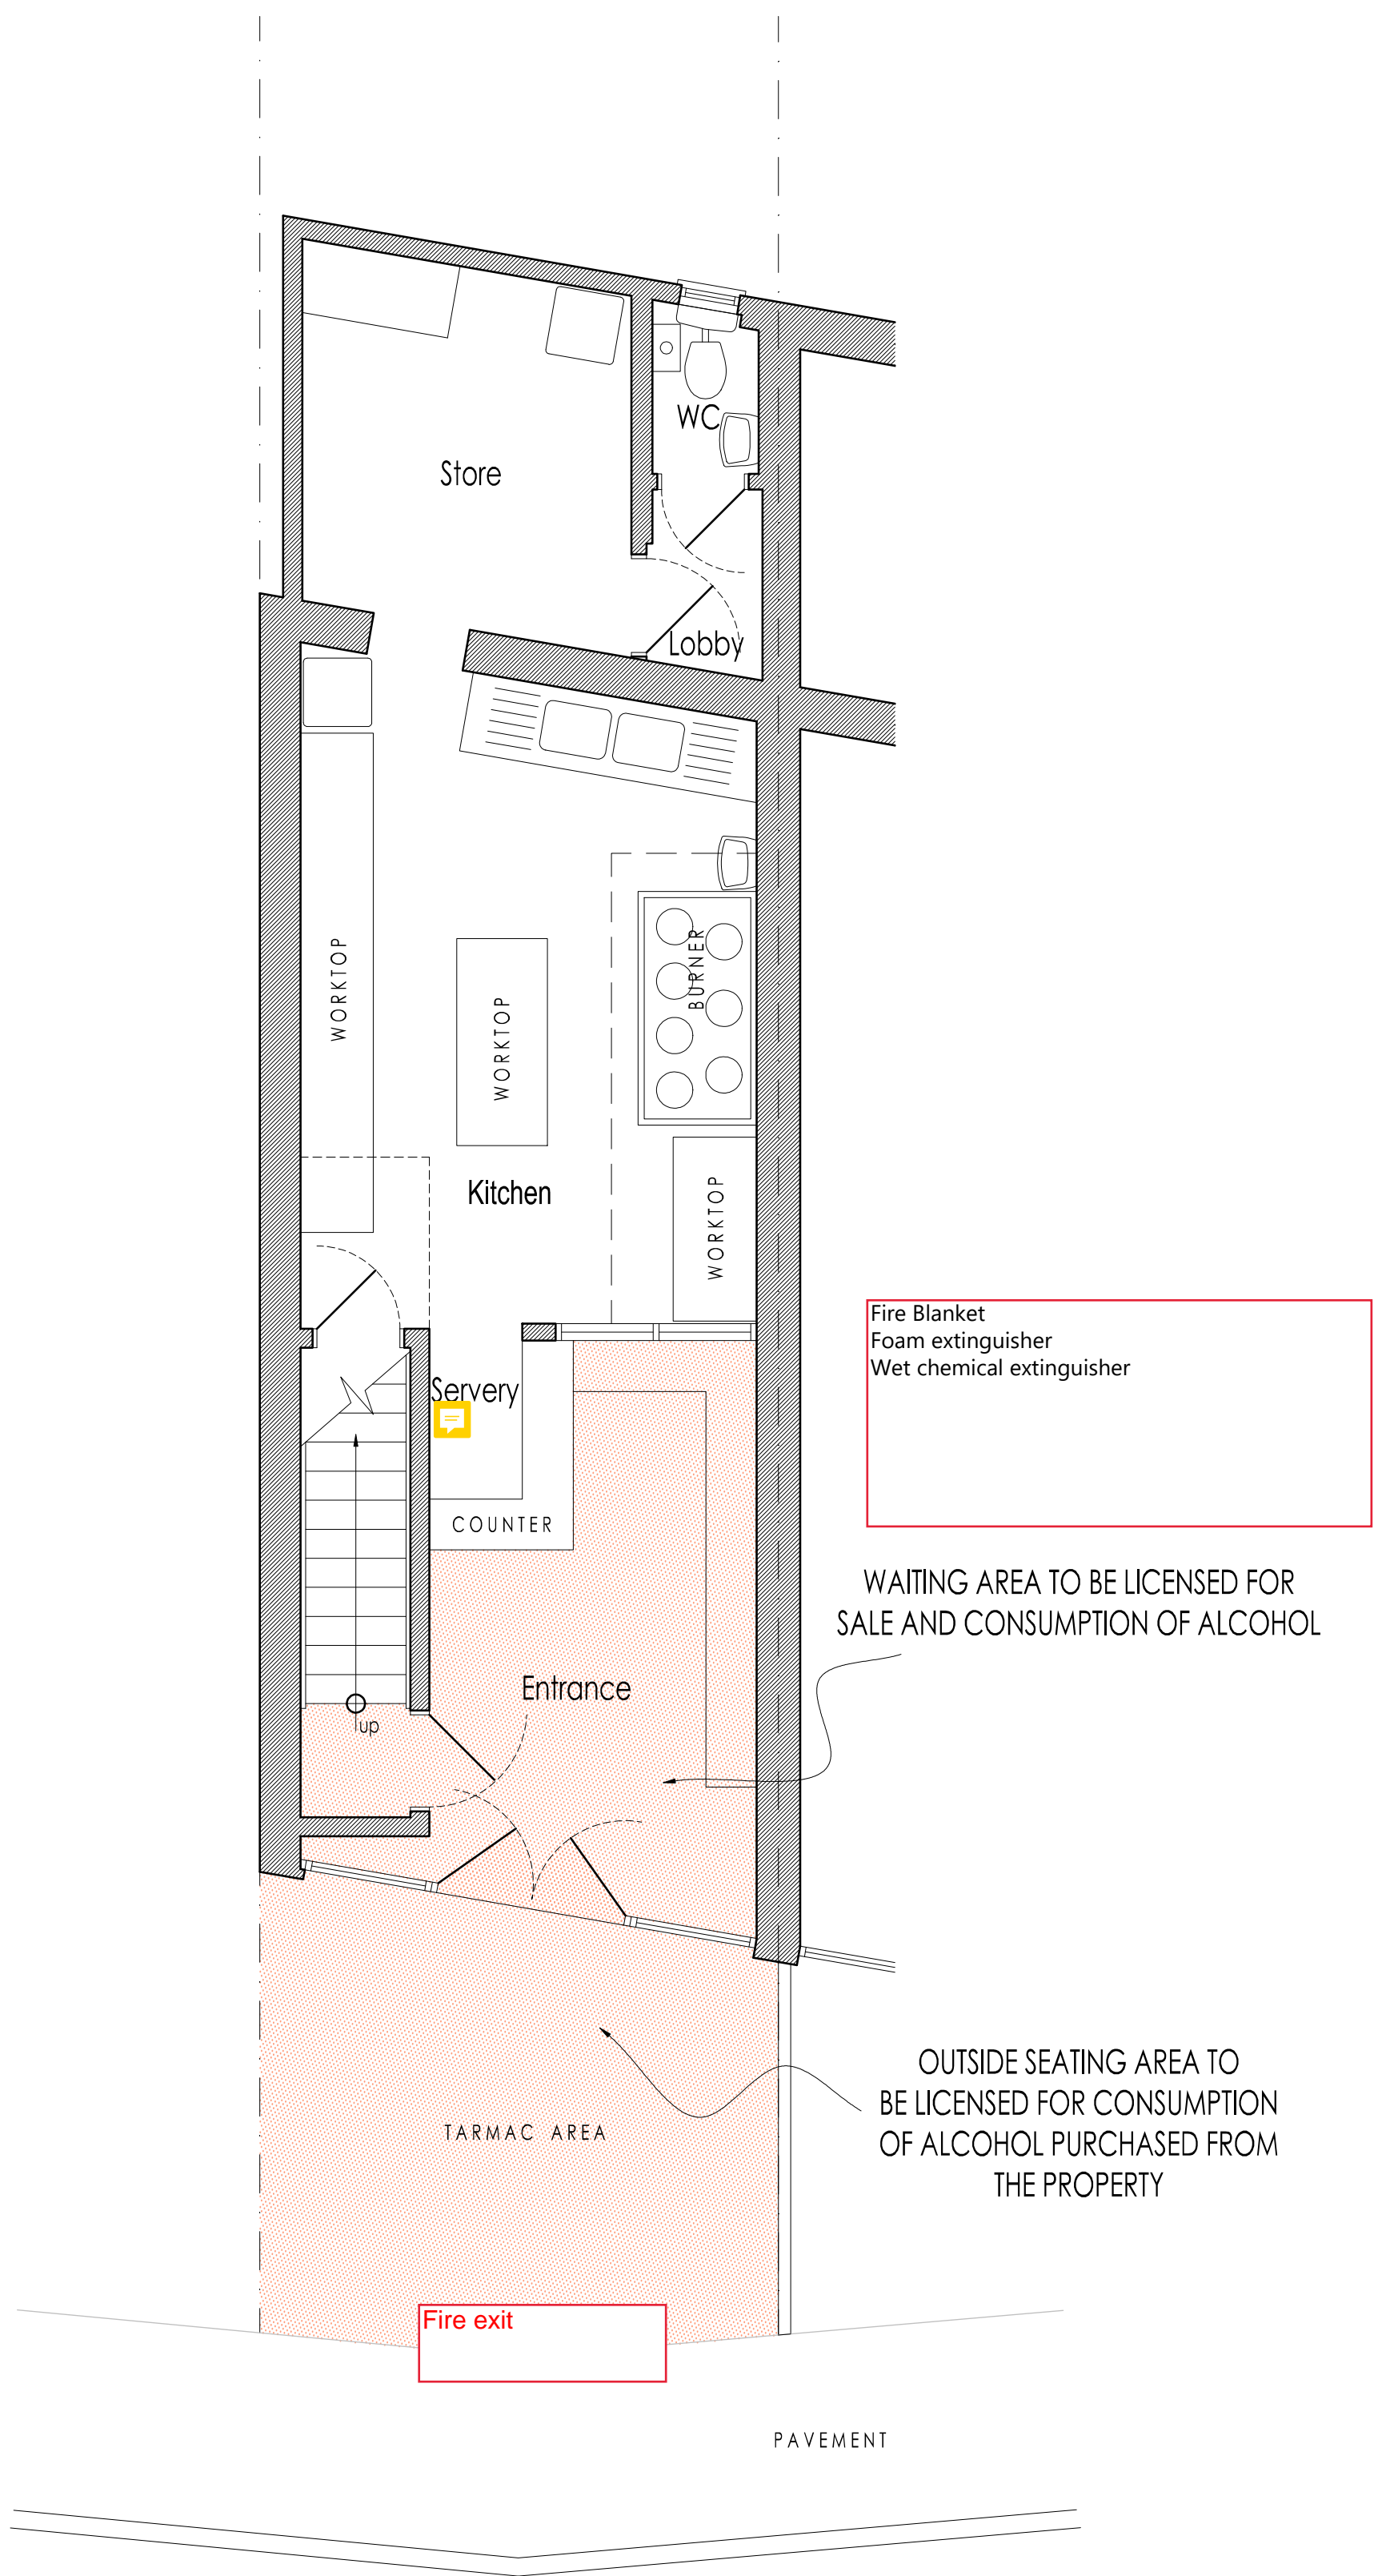 WC
Store
Lobby
WORKTOP
WORKTOP
BURNER
Kitchen
WORKTOP
Fire Blanket
Foam extinguisher
Wet chemical extinguisher
Servery
COUNTER
WAITING AREA TO BE LICENSED FOR
SALE AND CONSUMPTION OF ALCOHOL
Entrance
up
OUTSIDE SEATING AREA TO
BE LICENSED FOR CONSUMPTION
OF ALCOHOL PURCHASED FROM
THE PROPERTY
TARMAC AREA
Fire exit
PAVEMENT